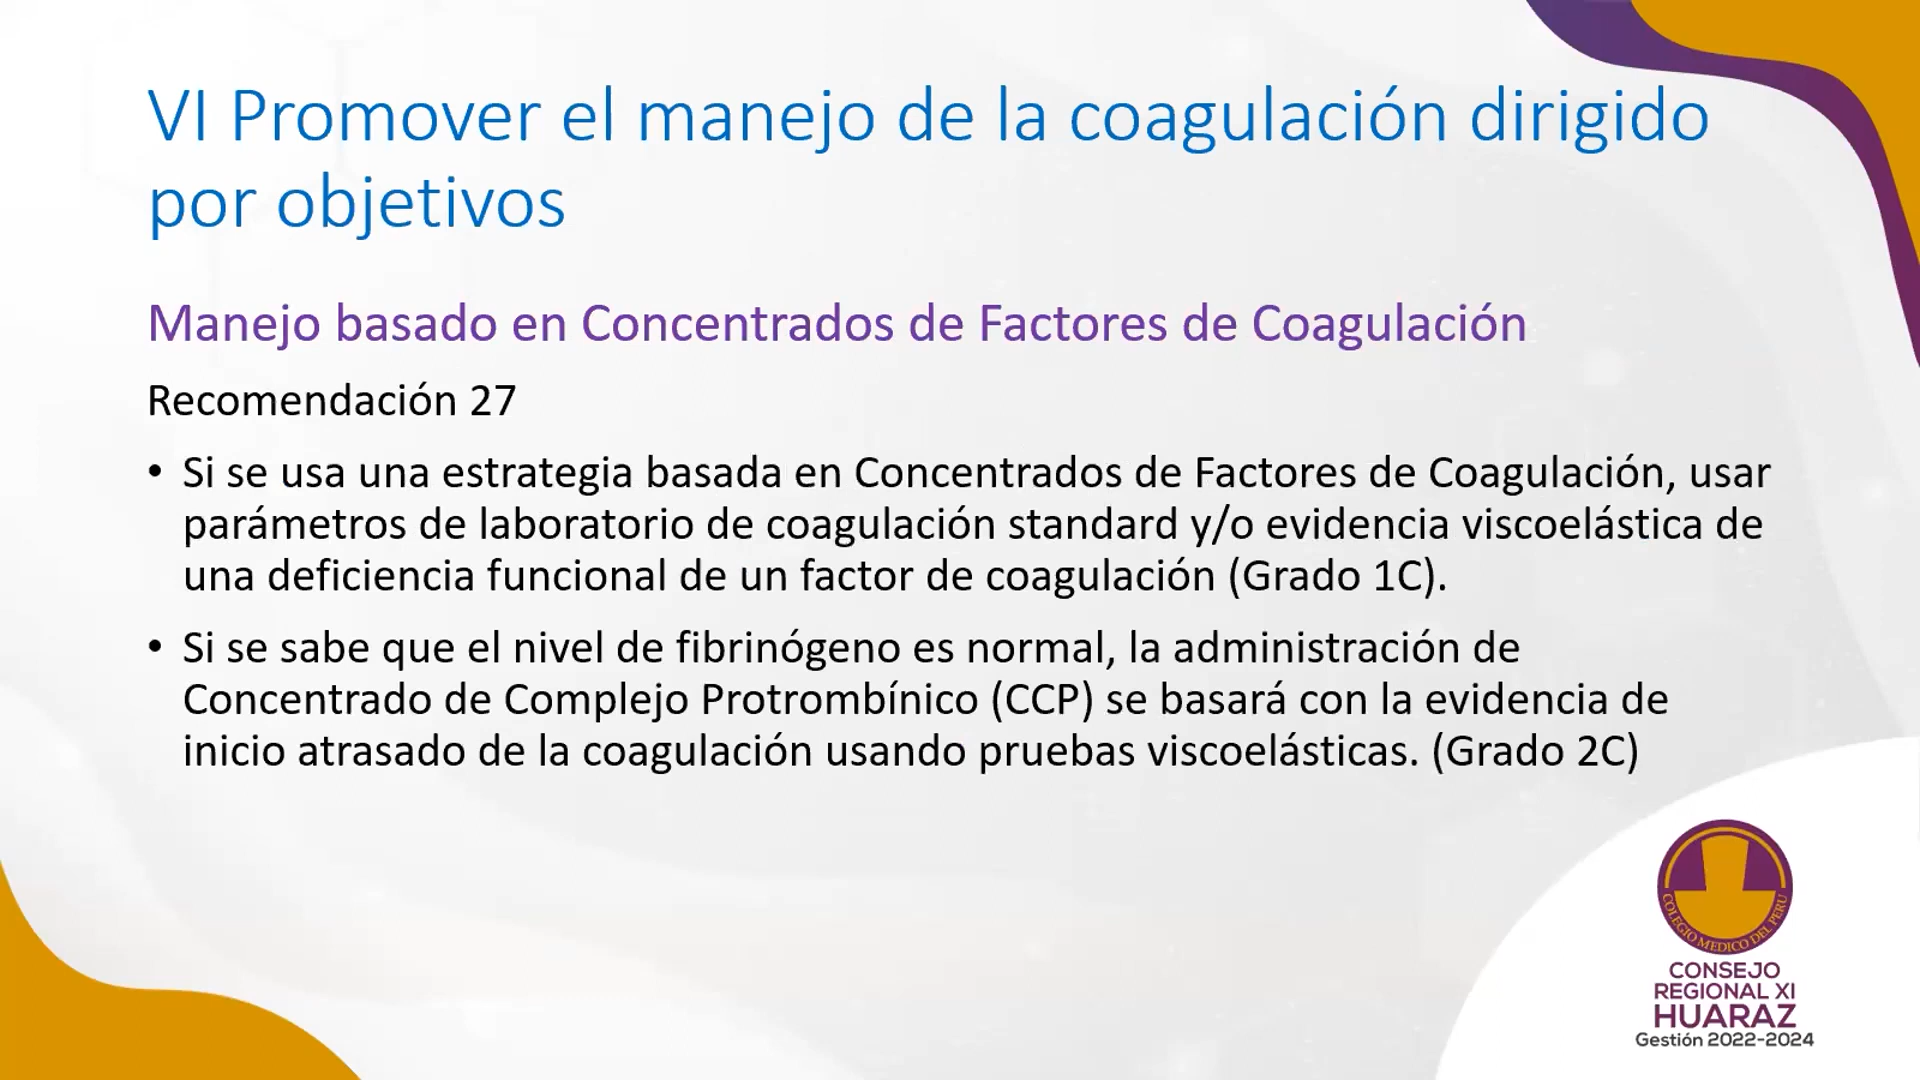 VI Promover el manejo de la coagulación dirigido
por objetivos
Manejo basado en Concentrados de Factores de Coagulación
Recomendación 27
• Si se usa una estrategia basada en Concentrados de Factores de Coagulación, usar
parámetros de laboratorio de coagulación standard y/o evidencia viscoelástica de
una deficiencia funcional de un factor de coagulación (Grado 1C).
• Si se sabe que el nivel de fibrinógeno es normal, la administración de
Concentrado de Complejo Protrombínico (CCP) se basará con la evidencia de
inicio atrasado de la coagulación usando pruebas viscoelásticas. (Grado 2C)
COLEGIO MEDICO DEL PERU
CONSEJO
REGIONAL XI
HUARAZ
Gestión 2022-2024